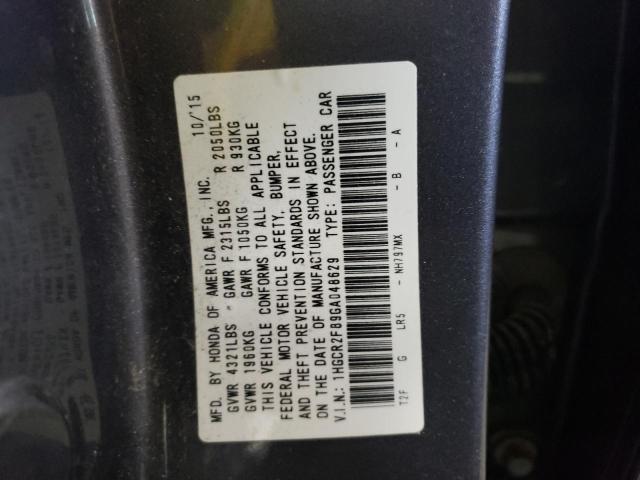 MFD. BY HONDA OF AMERICA MFG., INC. 10/'15
GVWR 4321LBS GAWR F 2315LBS R 2050LBS
GVWR 1960KG GAWR F 1050KG R 930KG
THIS VEHICLE CONFORMS TO ALL APPLICABLE
FEDERAL MOTOR VEHICLE SAFETY, BUMPER,
AND THEFT PREVENTION STANDARDS IN EFFECT
ON THE DATE OF MANUFACTURE SHOWN ABOVE.
V.I.N.: 1HGCR2F89GA048629 TYPE: PASSENGER CAR
T2F G LR5 - NH797MX - B - A